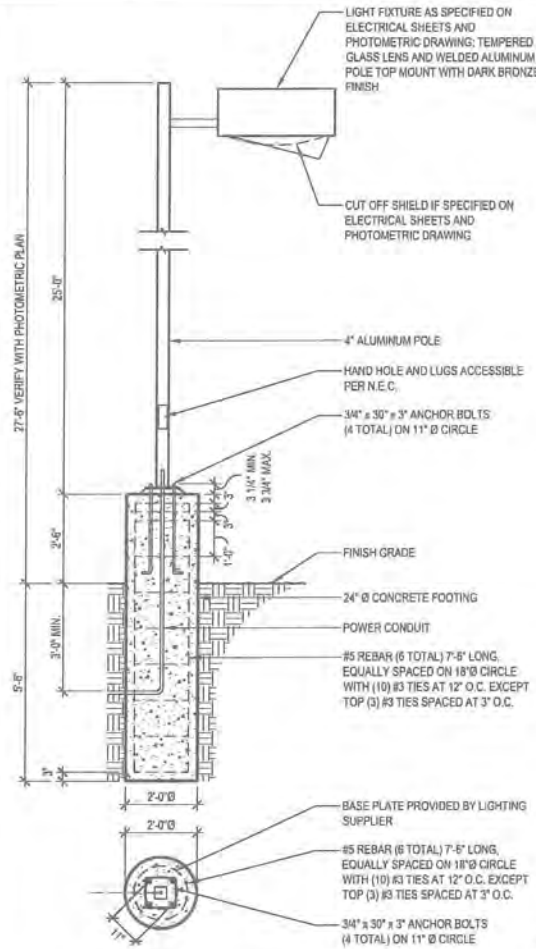 LIGHT FIXTURE AS SPECIFIED ON
ELECTRICAL SHEETS AND
PHOTOMETRIC DRAWING; TEMPERED
GLASS LENS AND WELDED ALUMINUM
POLE TOP MOUNT WITH DARK BRONZE
FINISH
CUT OFF SHIELD IF SPECIFIED ON
ELECTRICAL SHEETS AND
PHOTOMETRIC DRAWING
27'-6" VERIFY WITH PHOTOMETRIC PLAN
25'-0"
4" ALUMINUM POLE
HAND HOLE AND LUGS ACCESSIBLE
PER N.E.C.
3/4" x 30" x 3" ANCHOR BOLTS
(4 TOTAL) ON 11" Ø CIRCLE
3 1/4" MIN.
3 3/4" MAX.
3"
3"
1'-0"
2'-6"
FINISH GRADE
24" Ø CONCRETE FOOTING
POWER CONDUIT
3'-0" MIN.
#5 REBAR (6 TOTAL) 7'-6" LONG,
EQUALLY SPACED ON 18"Ø CIRCLE
WITH (10) #3 TIES AT 12" O.C. EXCEPT
TOP (3) #3 TIES SPACED AT 3" O.C.
3"
2'-0"Ø
2'-0"Ø
BASE PLATE PROVIDED BY LIGHTING
SUPPLIER
#5 REBAR (6 TOTAL) 7'-6" LONG,
EQUALLY SPACED ON 18"Ø CIRCLE
WITH (10) #3 TIES AT 12" O.C. EXCEPT
TOP (3) #3 TIES SPACED AT 3" O.C.
11"
3/4" x 30" x 3" ANCHOR BOLTS
(4 TOTAL) ON 11" Ø CIRCLE